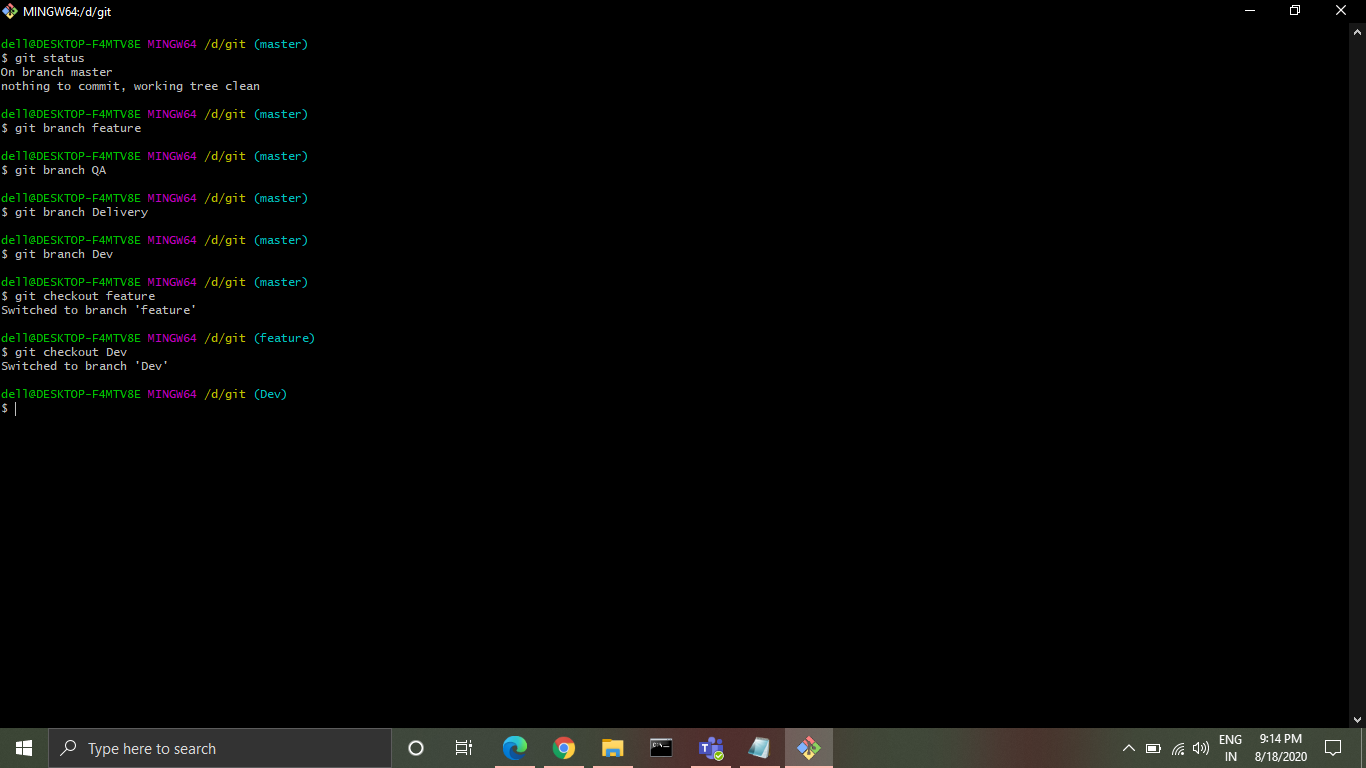 MINGW64:/d/git
dell@DESKTOP-F4MTV8E MINGW64 /d/git (master)
$ git status
On branch master
nothing to commit, working tree clean
dell@DESKTOP-F4MTV8E MINGW64 /d/git (master)
$ git branch feature
dell@DESKTOP-F4MTV8E MINGW64 /d/git (master)
$ git branch QA
dell@DESKTOP-F4MTV8E MINGW64 /d/git (master)
$ git branch Delivery
dell@DESKTOP-F4MTV8E MINGW64 /d/git (master)
$ git branch Dev
dell@DESKTOP-F4MTV8E MINGW64 /d/git (master)
$ git checkout feature
Switched to branch 'feature'
dell@DESKTOP-F4MTV8E MINGW64 /d/git (feature)
$ git checkout Dev
Switched to branch 'Dev'
dell@DESKTOP-F4MTV8E MINGW64 /d/git (Dev)
$
Type here to search
ENG
IN
9:14 PM
8/18/2020